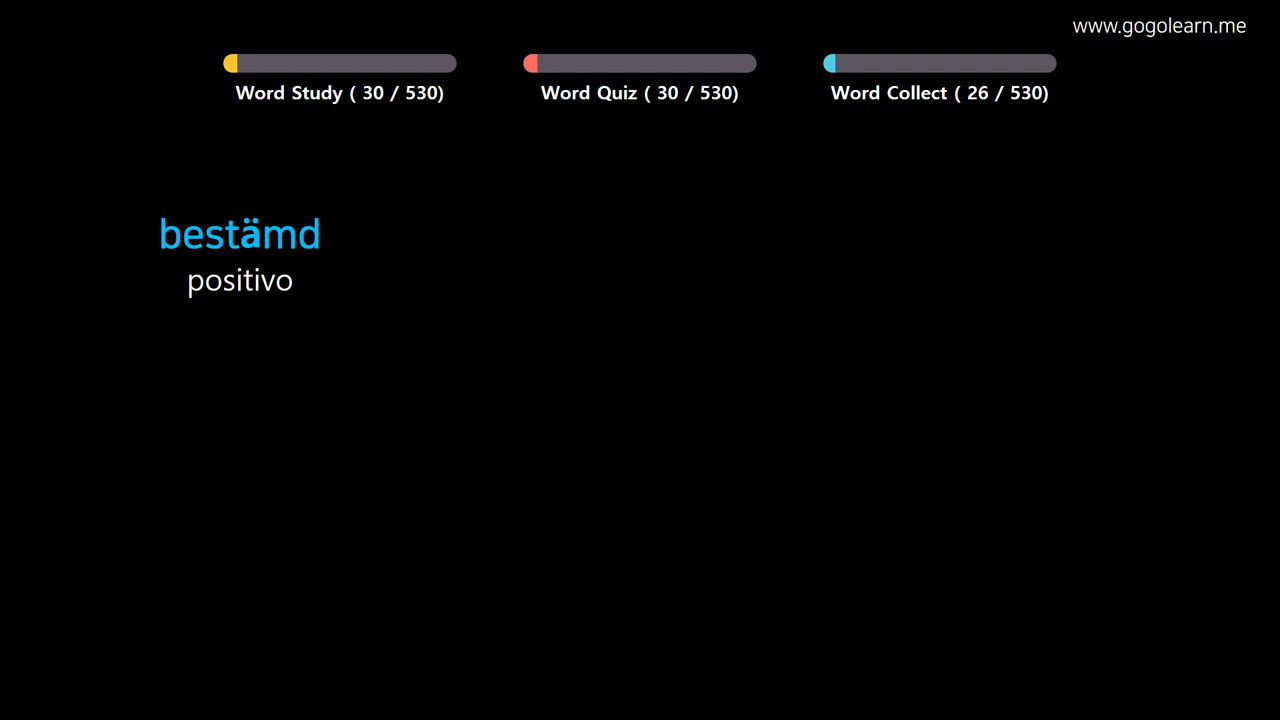 www.gogolearn.me
Word Study ( 30 / 530)
Word Quiz ( 30 / 530)
Word Collect ( 26 / 530)
bestämd
positivo